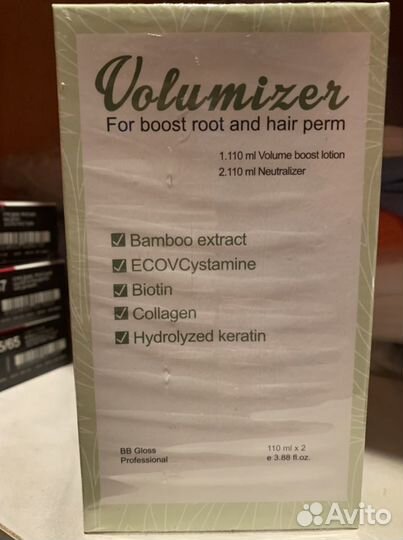 Volumizer
For boost root and hair perm
1.110 ml Volume boost lotion
2.110 ml Neutralizer
Bamboo extract
ECOVCystamine
Biotin
Collagen
Hydrolyzed keratin
BB Gloss
Professional
110 ml x 2
e 3.88 fl.oz.
Avito